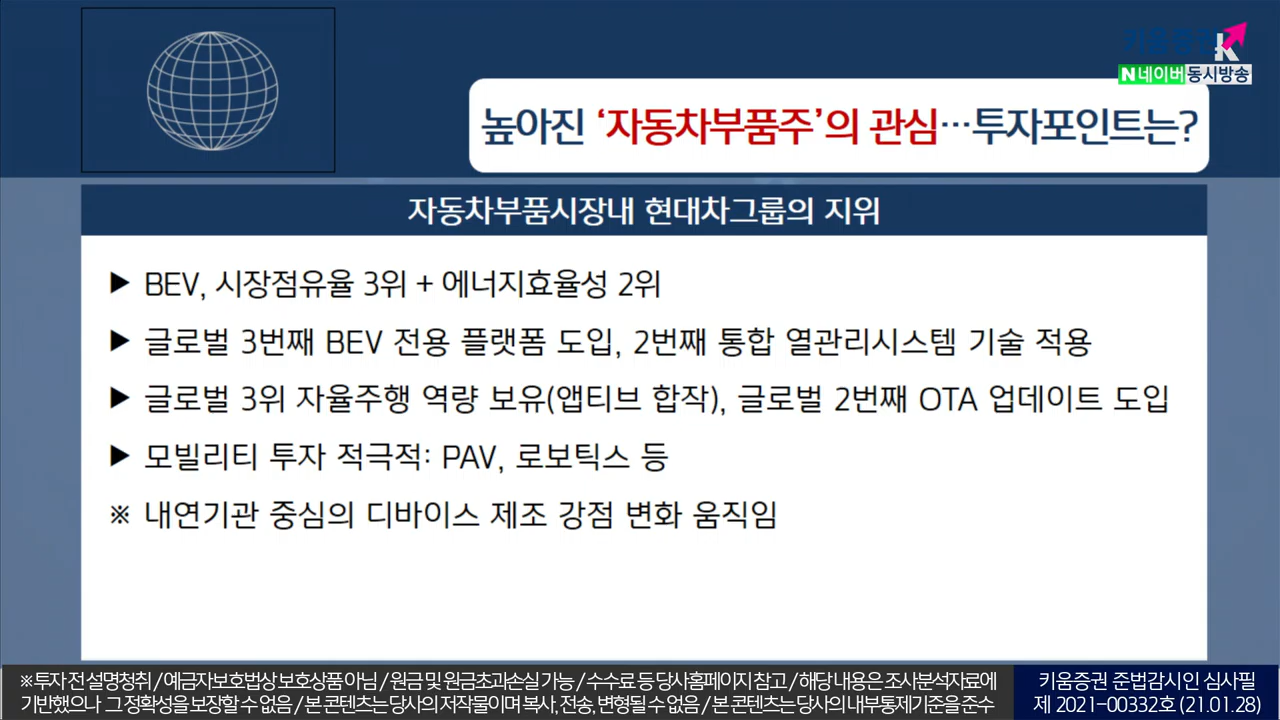 키움증권
N 네이버 동시방송
높아진 ‘자동차부품주’의 관심…투자포인트는?
자동차부품시장내 현대차그룹의 지위
▶ BEV, 시장점유율 3위 + 에너지효율성 2위
▶ 글로벌 3번째 BEV 전용 플랫폼 도입, 2번째 통합 열관리시스템 기술 적용
▶ 글로벌 3위 자율주행 역량 보유(앱티브 합작), 글로벌 2번째 OTA 업데이트 도입
▶ 모빌리티 투자 적극적: PAV, 로보틱스 등
※ 내연기관 중심의 디바이스 제조 강점 변화 움직임
※투자 전 설명청취 / 예금자보호법상 보호상품 아님 / 원금 및 원금초과손실 가능 / 수수료 등 당사홈페이지 참고 / 해당 내용은 조사분석자료에
기반했으나 그 정확성을 보장할 수 없음 / 본 콘텐츠는 당사의 저작물이며 복사, 전송, 변형될 수 없음 / 본 콘텐츠는 당사의 내부통제기준을 준수
키움증권 준법감시인 심사필
제 2021-00332호 (21.01.28)